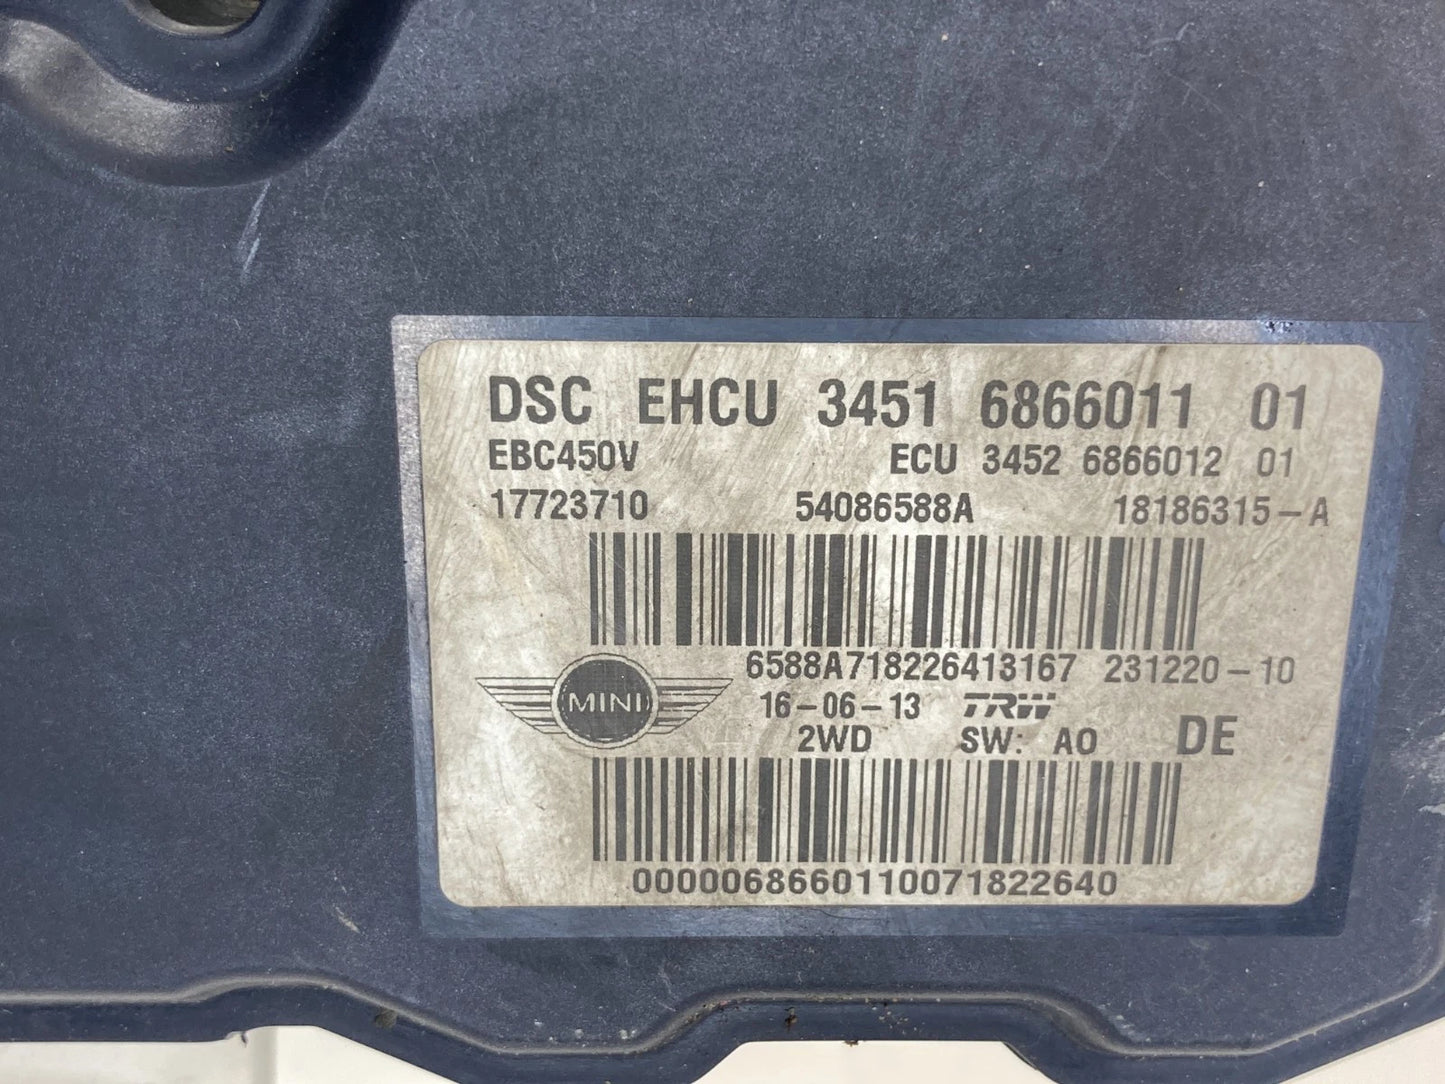 DSC EHCU 3451 6866011 01
EBC450V ECU 3452 6866012 01
17723710 54086588A 18186315-A
6588A718226413167 231220-10
MINI
16-06-13 TRW
2WD SW: A0 DE
0000068660110071822640